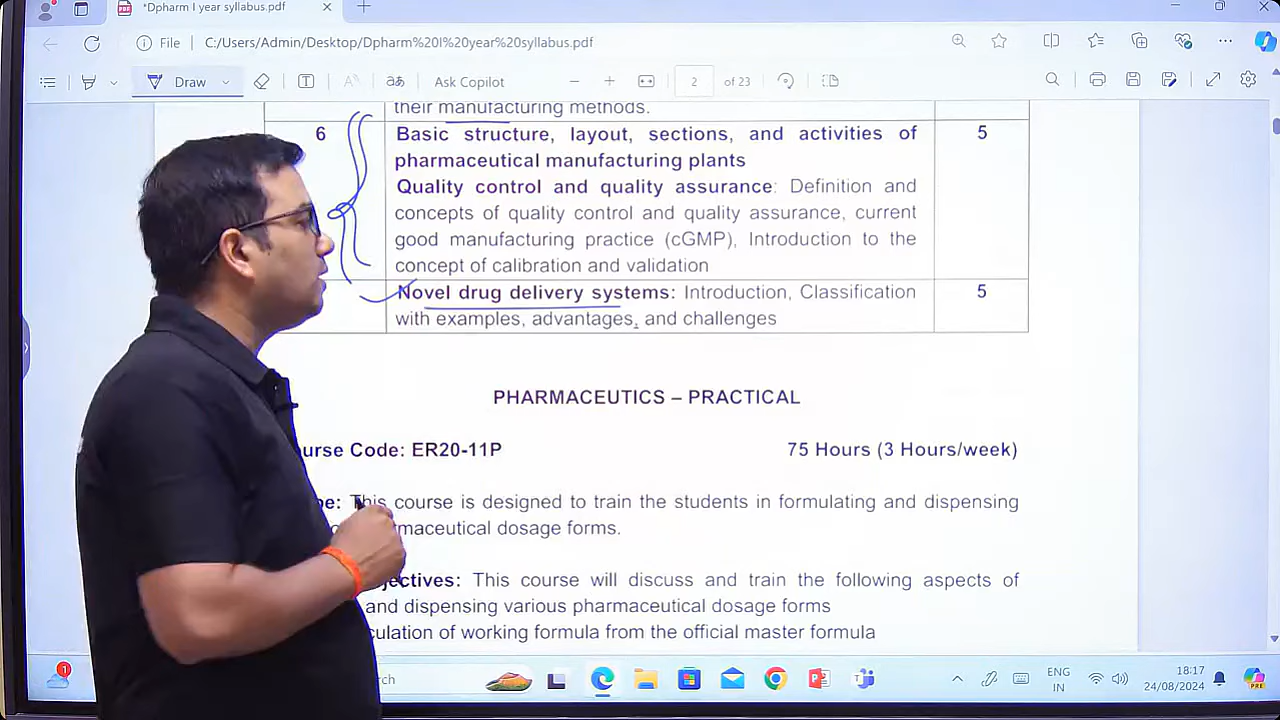 *Dpharm I year syllabus.pdf
File C:/Users/Admin/Desktop/Dpharm%20I%20year%20syllabus.pdf
Draw Ask Copilot 2 of 23
their manufacturing methods.
6 Basic structure, layout, sections, and activities of 5
pharmaceutical manufacturing plants
Quality control and quality assurance: Definition and
concepts of quality control and quality assurance, current
good manufacturing practice (cGMP), Introduction to the
concept of calibration and validation
Novel drug delivery systems: Introduction, Classification 5
with examples, advantages, and challenges
PHARMACEUTICS – PRACTICAL
urse Code: ER20-11P 75 Hours (3 Hours/week)
pe: This course is designed to train the students in formulating and dispensing
maceutical dosage forms.
jectives: This course will discuss and train the following aspects of
and dispensing various pharmaceutical dosage forms
culation of working formula from the official master formula
1 rch ENG 18:17
IN 24/08/2024 PRE